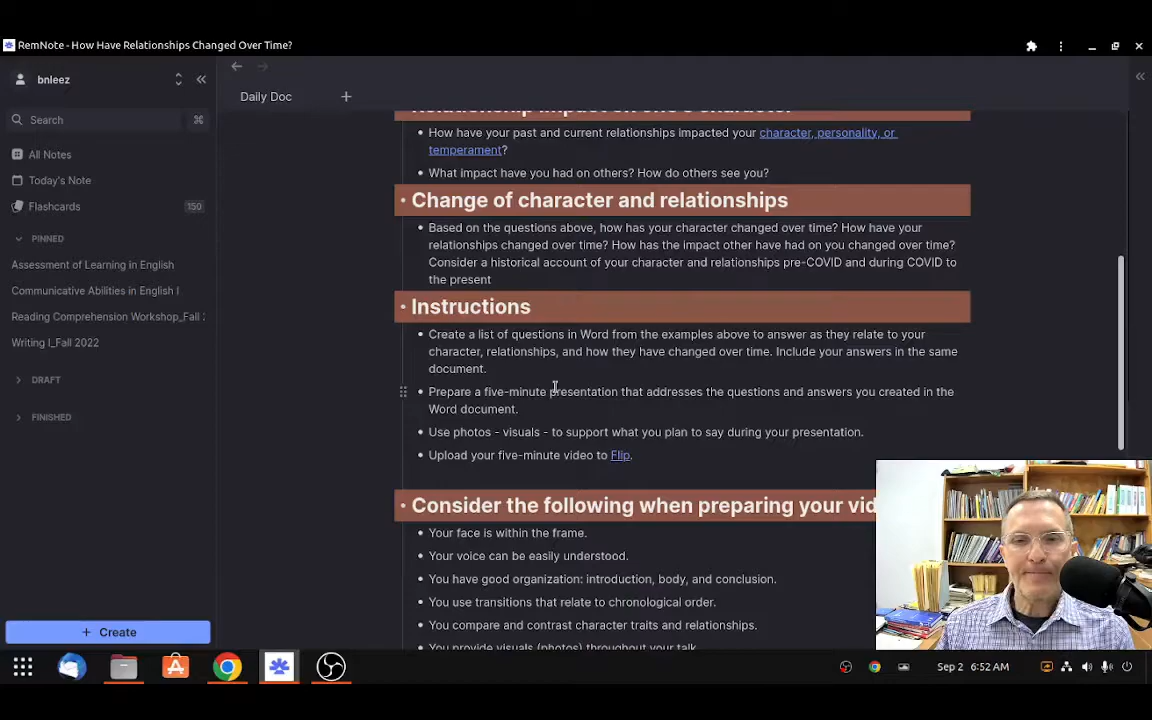 RemNote - How Have Relationships Changed Over Time?
bnleez
Daily Doc
Search
All Notes
Today's Note
Flashcards
150
PINNED
Assessment of Learning in English
Communicative Abilities in English I
Reading Comprehension Workshop_Fall 2
Writing I_Fall 2022
DRAFT
FINISHED
Create
Relationship impact on one's character
How have your past and current relationships impacted your character, personality, or
temperament?
What impact have you had on others? How do others see you?
Change of character and relationships
Based on the questions above, how has your character changed over time? How have your
relationships changed over time? How has the impact other have had on you changed over time?
Consider a historical account of your character and relationships pre-COVID and during COVID to
the present
Instructions
Create a list of questions in Word from the examples above to answer as they relate to your
character, relationships, and how they have changed over time. Include your answers in the same
document.
Prepare a five-minute presentation that addresses the questions and answers you created in the
Word document.
Use photos - visuals - to support what you plan to say during your presentation.
Upload your five-minute video to Flip.
Consider the following when preparing your vid
Your face is within the frame.
Your voice can be easily understood.
You have good organization: introduction, body, and conclusion.
You use transitions that relate to chronological order.
You compare and contrast character traits and relationships.
You provide visuals (photos) throughout your talk
Sep 2 6:52 AM